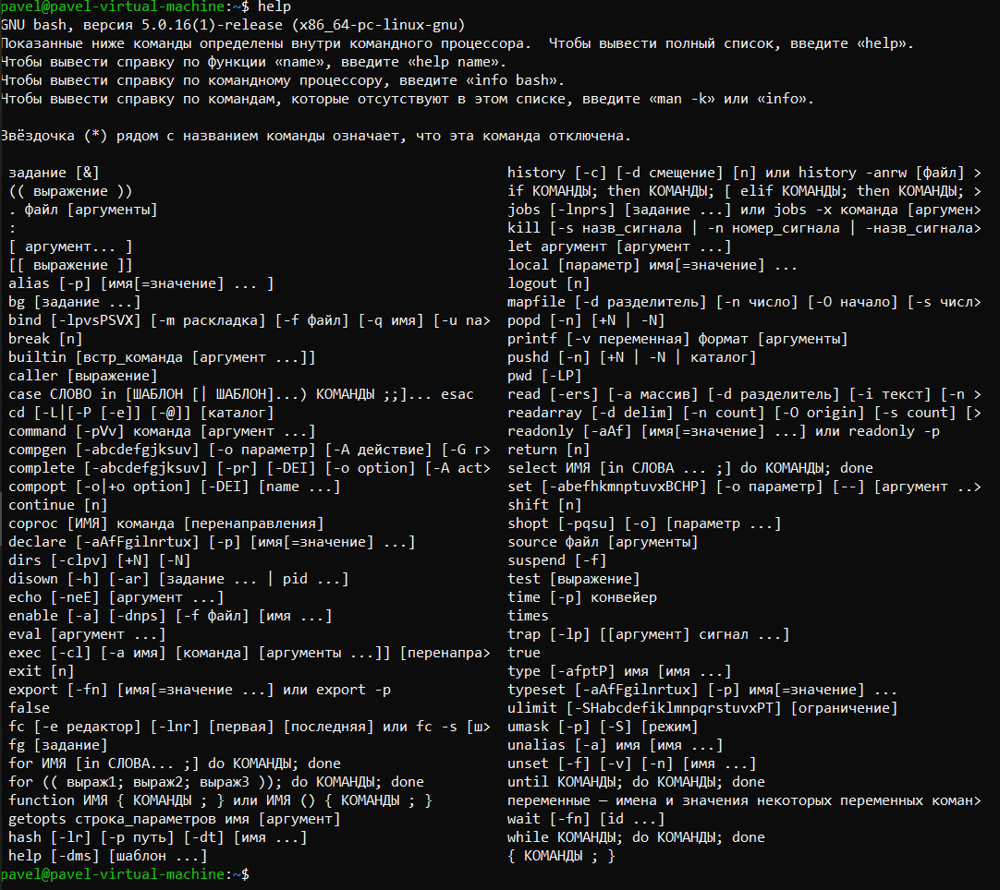 pavel@pavel-virtual-machine:~$ help
GNU bash, версия 5.0.16(1)-release (x86_64-pc-linux-gnu)
Показанные ниже команды определены внутри командного процессора.  Чтобы вывести полный список, введите «help».
Чтобы вывести справку по функции «name», введите «help name».
Чтобы вывести справку по командному процессору, введите «info bash».
Чтобы вывести справку по командам, которые отсутствуют в этом списке, введите «man -k» или «info».
Звёздочка (*) рядом с названием команды означает, что эта команда отключена.
задание [&]
(( выражение ))
. файл [аргументы]
:
[ аргумент... ]
[[ выражение ]]
alias [-p] [имя[=значение] ... ]
bg [задание ...]
bind [-lpvsPSVX] [-m раскладка] [-f файл] [-q имя] [-u na>
break [n]
builtin [встр_команда [аргумент ...]]
caller [выражение]
case СЛОВО in [ШАБЛОН [| ШАБЛОН]...) КОМАНДЫ ;;]... esac
cd [-L|[-P [-e]] [-@]] [каталог]
command [-pVv] команда [аргумент ...]
compgen [-abcdefgjksuv] [-o параметр] [-A действие] [-G г>
complete [-abcdefgjksuv] [-pr] [-DEI] [-o option] [-A act>
compopt [-o|+o option] [-DEI] [name ...]
continue [n]
coproc [ИМЯ] команда [перенаправления]
declare [-aAfFgilnrtux] [-p] [имя[=значение] ...]
dirs [-clpv] [+N] [-N]
disown [-h] [-ar] [задание ... | pid ...]
echo [-neE] [аргумент ...]
enable [-a] [-dnps] [-f файл] [имя ...]
eval [аргумент ...]
exec [-cl] [-a имя] [команда] [аргументы ...]] [перенапра>
exit [n]
export [-fn] [имя[=значение ...] или export -p
false
fc [-e редактор] [-lnr] [первая] [последняя] или fc -s [ш>
fg [задание]
for ИМЯ [in СЛОВА... ;] do КОМАНДЫ; done
for (( выраж1; выраж2; выраж3 )); do КОМАНДЫ; done
function ИМЯ { КОМАНДЫ ; } или ИМЯ () { КОМАНДЫ ; }
getopts строка_параметров имя [аргумент]
hash [-lr] [-p путь] [-dt] [имя ...]
help [-dms] [шаблон ...]
history [-c] [-d смещение] [n] или history -anrw [файл] >
if КОМАНДЫ; then КОМАНДЫ; [ elif КОМАНДЫ; then КОМАНДЫ; >
jobs [-lnprs] [задание ...] или jobs -x команда [аргумен>
kill [-s назв_сигнала | -n номер_сигнала | -назв_сигнала>
let аргумент [аргумент ...]
local [параметр] имя[=значение] ...
logout [n]
mapfile [-d разделитель] [-n число] [-O начало] [-s числ>
popd [-n] [+N | -N]
printf [-v переменная] формат [аргументы]
pushd [-n] [+N | -N | каталог]
pwd [-LP]
read [-ers] [-a массив] [-d разделитель] [-i текст] [-n >
readarray [-d delim] [-n count] [-O origin] [-s count] [>
readonly [-aAf] [имя[=значение] ...] или readonly -p
return [n]
select ИМЯ [in СЛОВА ... ;] do КОМАНДЫ; done
set [-abefhkmnptuvxBCHP] [-o параметр] [--] [аргумент ..>
shift [n]
shopt [-pqsu] [-o] [параметр ...]
source файл [аргументы]
suspend [-f]
test [выражение]
time [-p] конвейер
times
trap [-lp] [[аргумент] сигнал ...]
true
type [-afptP] имя [имя ...]
typeset [-aAfFgilnrtux] [-p] имя[=значение] ...
ulimit [-SHabcdefiklmnpqrstuvxPT] [ограничение]
umask [-p] [-S] [режим]
unalias [-a] имя [имя ...]
unset [-f] [-v] [-n] [имя ...]
until КОМАНДЫ; do КОМАНДЫ; done
переменные — имена и значения некоторых переменных коман>
wait [-fn] [id ...]
while КОМАНДЫ; do КОМАНДЫ; done
{ КОМАНДЫ ; }
pavel@pavel-virtual-machine:~$